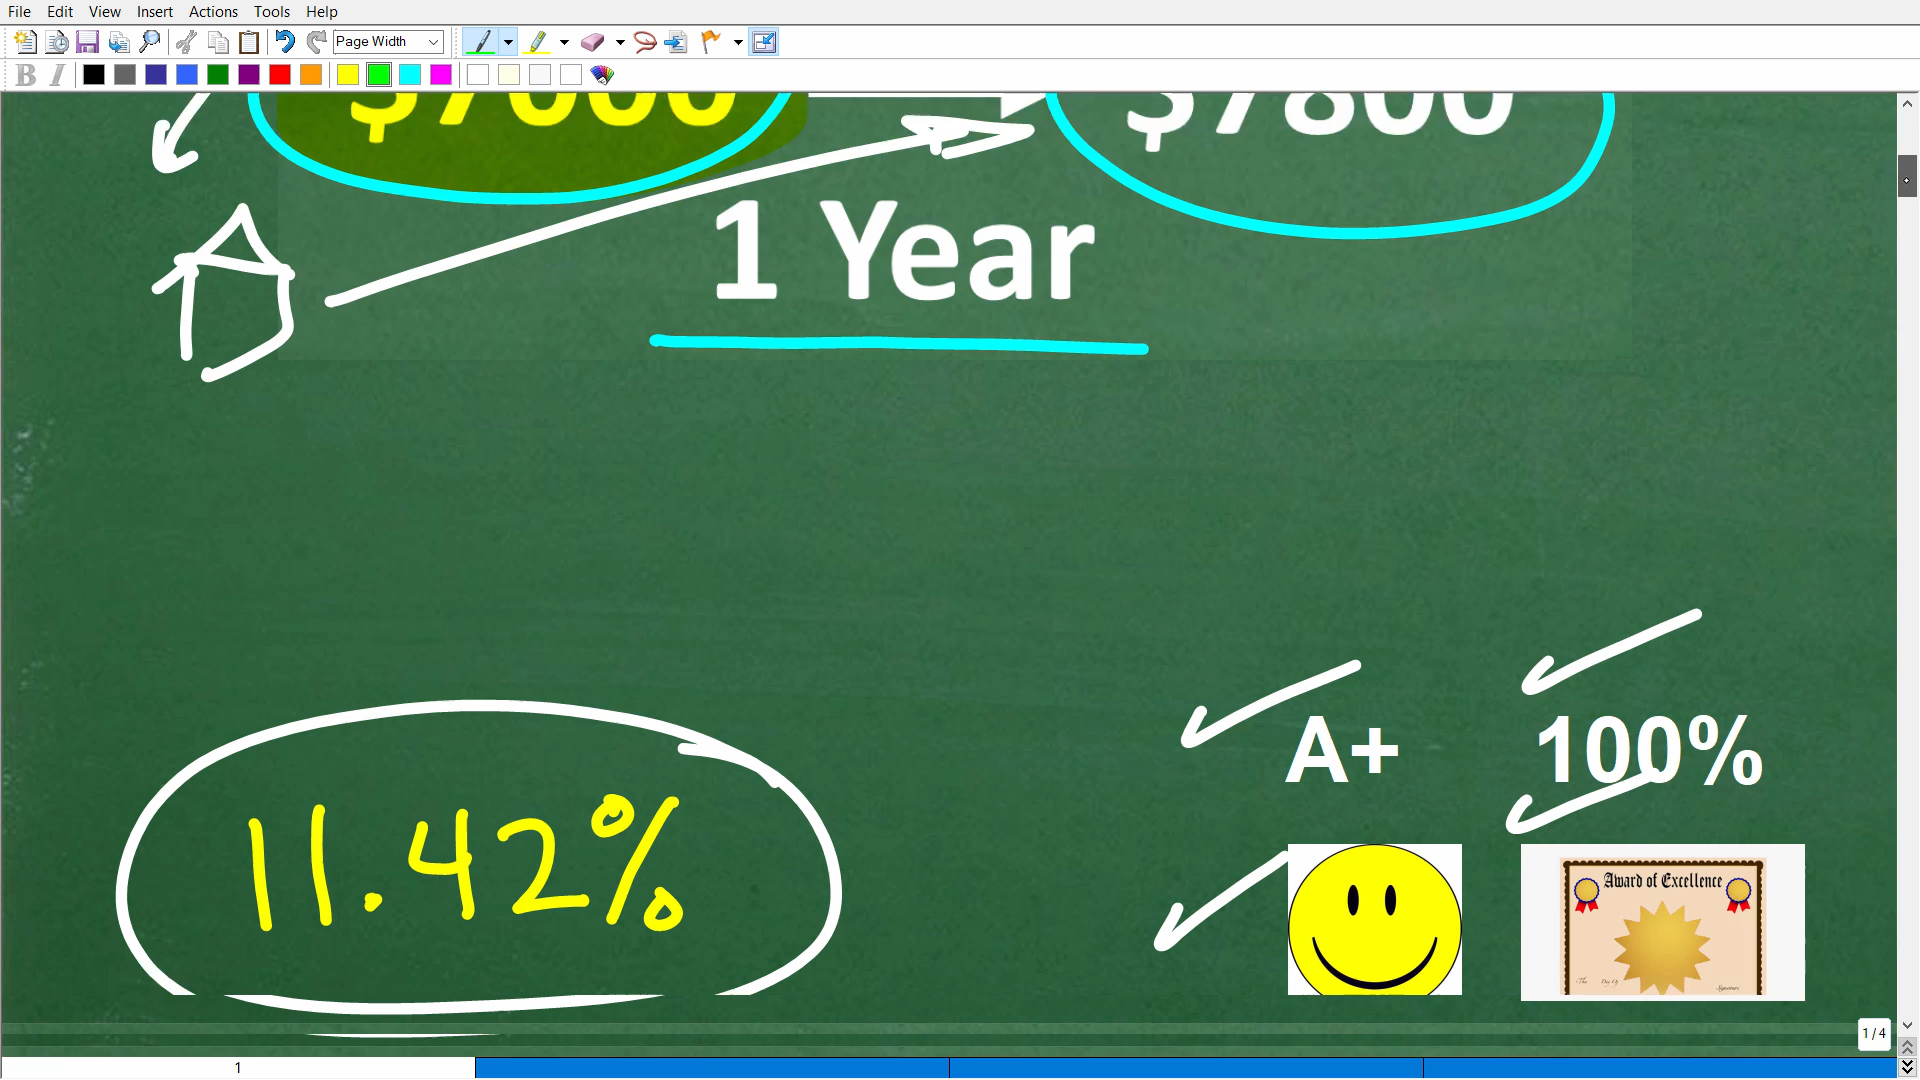 File Edit View Insert Actions Tools Help
Page Width
B I
$7000 $7800
1 Year
A+ 100%
11.42%
Award of Excellence
1 / 4
1